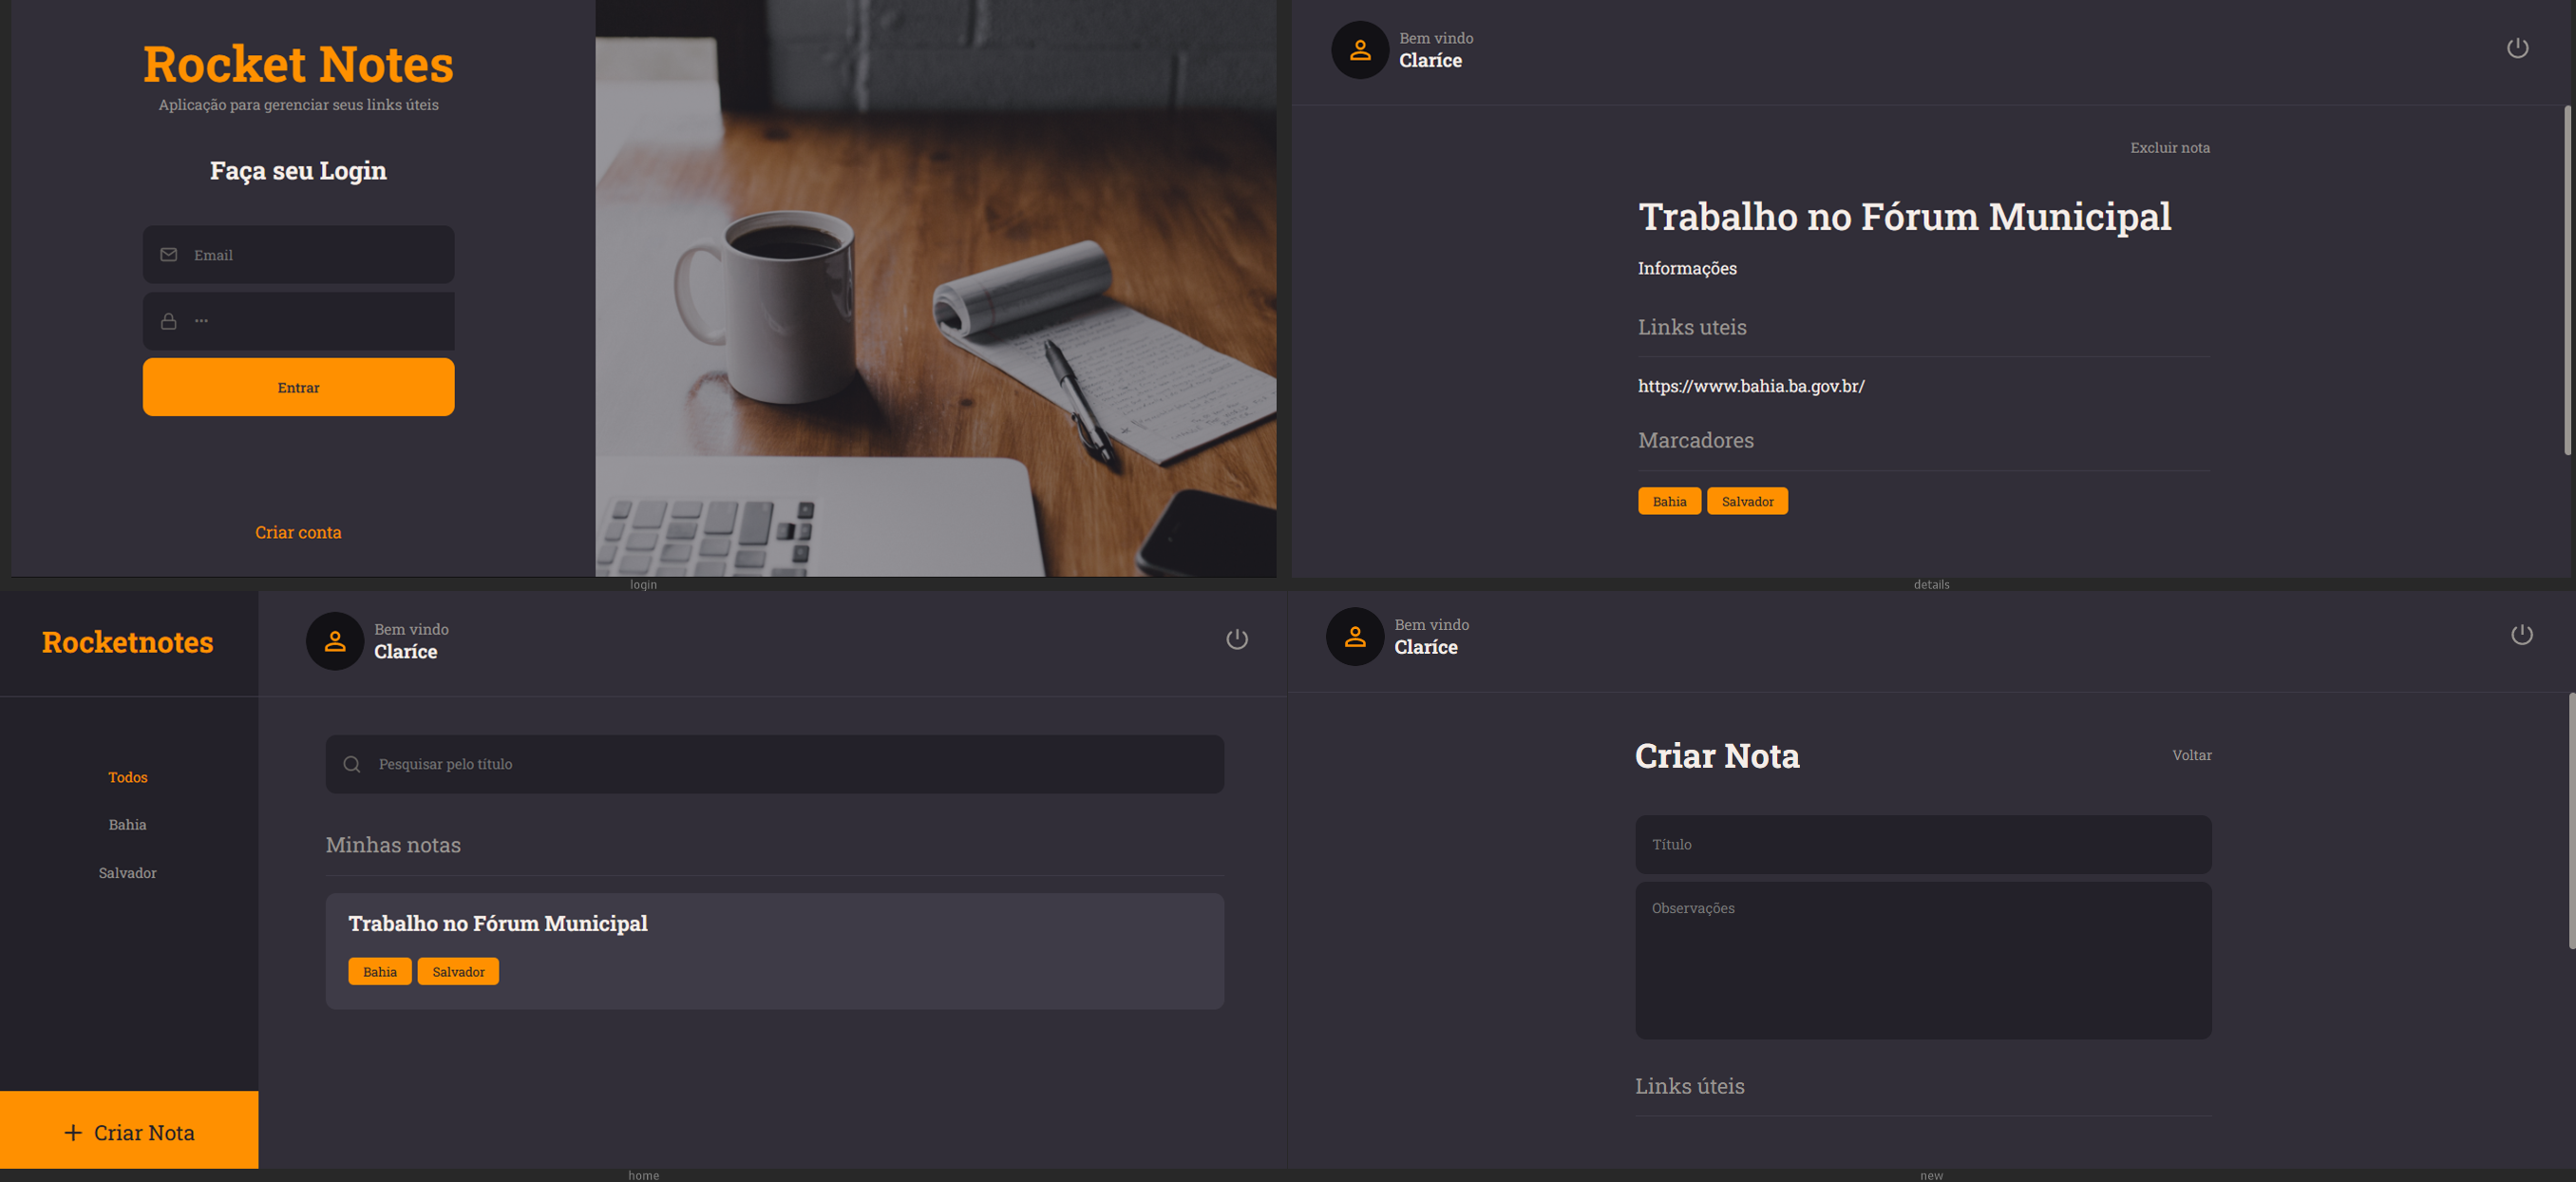 Rocket Notes
Aplicação para gerenciar seus links úteis
Faça seu Login
Email
Entrar
Criar conta
login
Bem vindo
Claríce
Excluir nota
Trabalho no Fórum Municipal
Informações
Links uteis
https://www.bahia.ba.gov.br/
Marcadores
Bahia Salvador
details
Rocketnotes
Todos
Bahia
Salvador
+ Criar Nota
Bem vindo
Claríce
Pesquisar pelo título
Minhas notas
Trabalho no Fórum Municipal
Bahia Salvador
home
Bem vindo
Claríce
Criar Nota
Voltar
Título
Observações
Links úteis
new